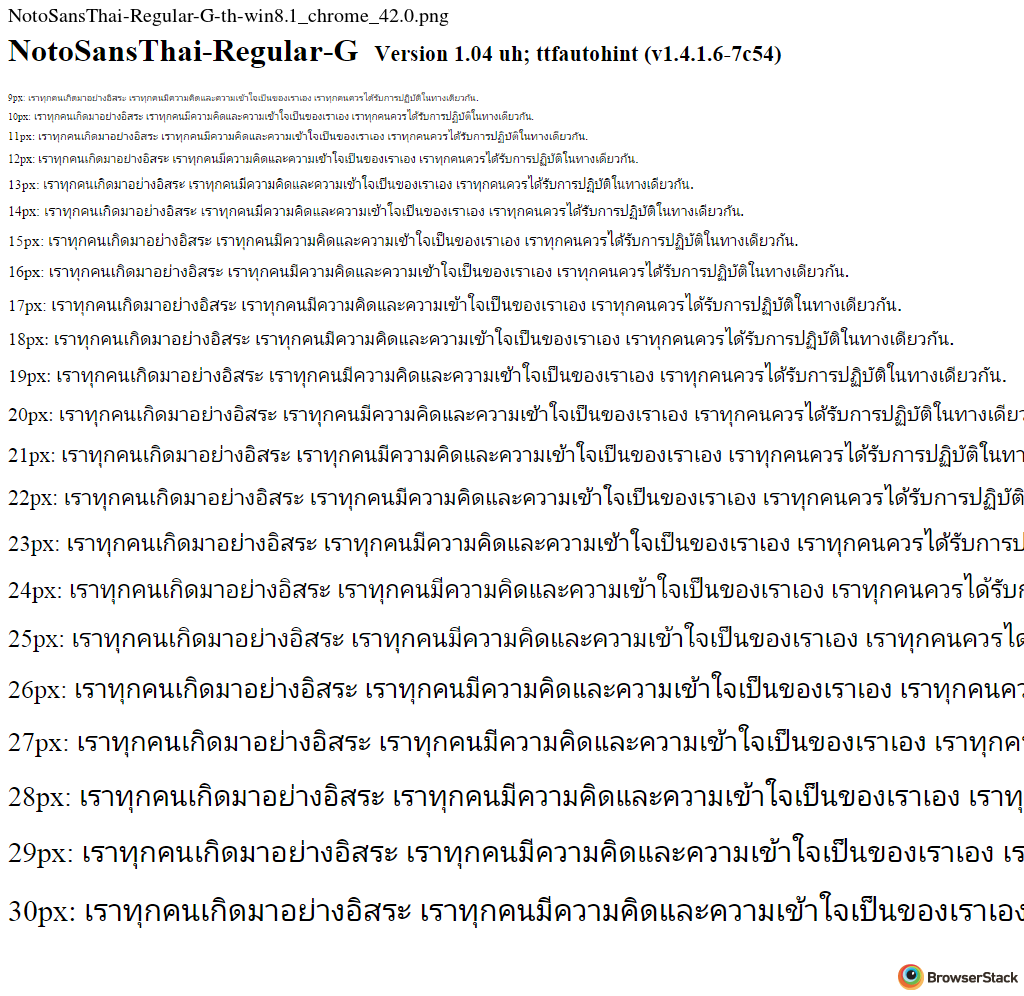 NotoSansThai-Regular-G-th-win8.1_chrome_42.0.png
NotoSansThai-Regular-G Version 1.04 uh; ttfautohint (v1.4.1.6-7c54)
9px: เราทุกคนเกิดมาอย่างอิสระ เราทุกคนมีความคิดและความเข้าใจเป็นของเราเอง เราทุกคนควรได้รับการปฏิบัติในทางเดียวกัน.
10px: เราทุกคนเกิดมาอย่างอิสระ เราทุกคนมีความคิดและความเข้าใจเป็นของเราเอง เราทุกคนควรได้รับการปฏิบัติในทางเดียวกัน.
11px: เราทุกคนเกิดมาอย่างอิสระ เราทุกคนมีความคิดและความเข้าใจเป็นของเราเอง เราทุกคนควรได้รับการปฏิบัติในทางเดียวกัน.
12px: เราทุกคนเกิดมาอย่างอิสระ เราทุกคนมีความคิดและความเข้าใจเป็นของเราเอง เราทุกคนควรได้รับการปฏิบัติในทางเดียวกัน.
13px: เราทุกคนเกิดมาอย่างอิสระ เราทุกคนมีความคิดและความเข้าใจเป็นของเราเอง เราทุกคนควรได้รับการปฏิบัติในทางเดียวกัน.
14px: เราทุกคนเกิดมาอย่างอิสระ เราทุกคนมีความคิดและความเข้าใจเป็นของเราเอง เราทุกคนควรได้รับการปฏิบัติในทางเดียวกัน.
15px: เราทุกคนเกิดมาอย่างอิสระ เราทุกคนมีความคิดและความเข้าใจเป็นของเราเอง เราทุกคนควรได้รับการปฏิบัติในทางเดียวกัน.
16px: เราทุกคนเกิดมาอย่างอิสระ เราทุกคนมีความคิดและความเข้าใจเป็นของเราเอง เราทุกคนควรได้รับการปฏิบัติในทางเดียวกัน.
17px: เราทุกคนเกิดมาอย่างอิสระ เราทุกคนมีความคิดและความเข้าใจเป็นของเราเอง เราทุกคนควรได้รับการปฏิบัติในทางเดียวกัน.
18px: เราทุกคนเกิดมาอย่างอิสระ เราทุกคนมีความคิดและความเข้าใจเป็นของเราเอง เราทุกคนควรได้รับการปฏิบัติในทางเดียวกัน.
19px: เราทุกคนเกิดมาอย่างอิสระ เราทุกคนมีความคิดและความเข้าใจเป็นของเราเอง เราทุกคนควรได้รับการปฏิบัติในทางเดียวกัน.
20px: เราทุกคนเกิดมาอย่างอิสระ เราทุกคนมีความคิดและความเข้าใจเป็นของเราเอง เราทุกคนควรได้รับการปฏิบัติในทางเดียว
21px: เราทุกคนเกิดมาอย่างอิสระ เราทุกคนมีความคิดและความเข้าใจเป็นของเราเอง เราทุกคนควรได้รับการปฏิบัติในทา
22px: เราทุกคนเกิดมาอย่างอิสระ เราทุกคนมีความคิดและความเข้าใจเป็นของเราเอง เราทุกคนควรได้รับการปฏิบัติ
23px: เราทุกคนเกิดมาอย่างอิสระ เราทุกคนมีความคิดและความเข้าใจเป็นของเราเอง เราทุกคนควรได้รับการป
24px: เราทุกคนเกิดมาอย่างอิสระ เราทุกคนมีความคิดและความเข้าใจเป็นของเราเอง เราทุกคนควรได้รับก
25px: เราทุกคนเกิดมาอย่างอิสระ เราทุกคนมีความคิดและความเข้าใจเป็นของเราเอง เราทุกคนควรได้
26px: เราทุกคนเกิดมาอย่างอิสระ เราทุกคนมีความคิดและความเข้าใจเป็นของเราเอง เราทุกคนคว
27px: เราทุกคนเกิดมาอย่างอิสระ เราทุกคนมีความคิดและความเข้าใจเป็นของเราเอง เราทุกค
28px: เราทุกคนเกิดมาอย่างอิสระ เราทุกคนมีความคิดและความเข้าใจเป็นของเราเอง เราทุ
29px: เราทุกคนเกิดมาอย่างอิสระ เราทุกคนมีความคิดและความเข้าใจเป็นของเราเอง เร
30px: เราทุกคนเกิดมาอย่างอิสระ เราทุกคนมีความคิดและความเข้าใจเป็นของเราเอง
BrowserStack